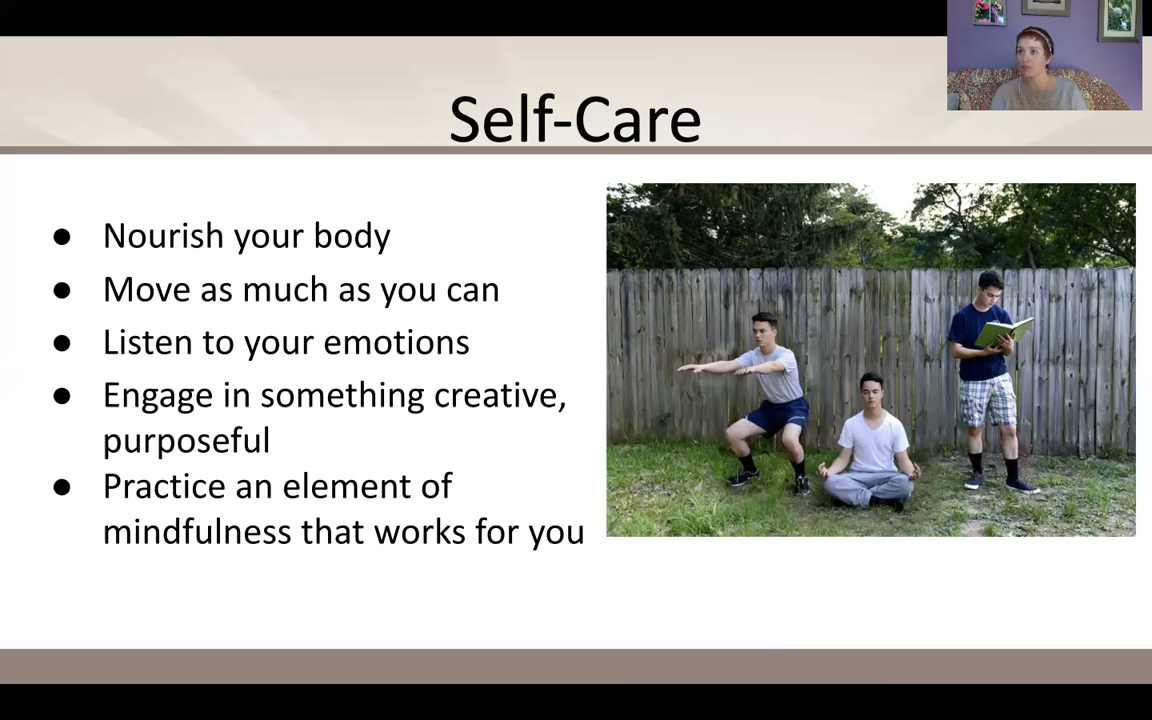 Self-Care
● Nourish your body
● Move as much as you can
● Listen to your emotions
● Engage in something creative,
purposeful
● Practice an element of
mindfulness that works for you